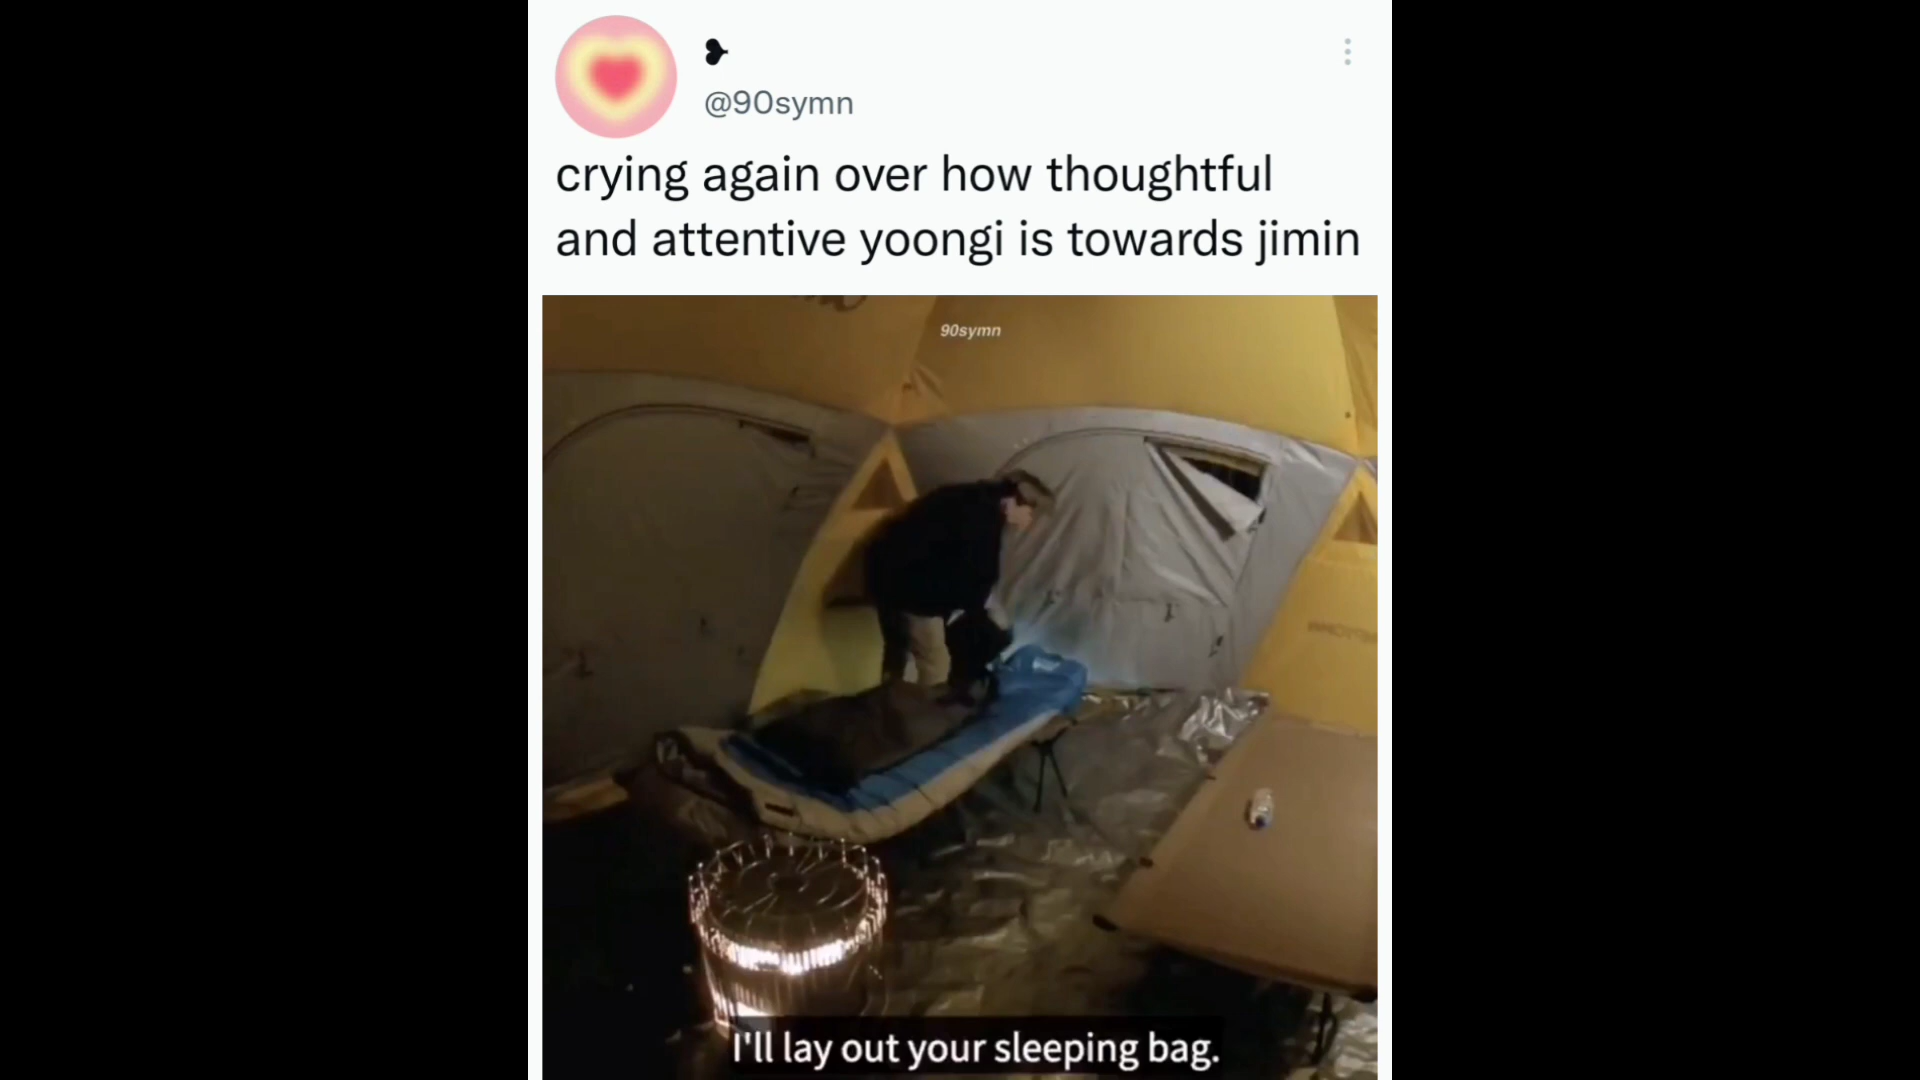 ❥
@90symn
crying again over how thoughtful
and attentive yoongi is towards jimin
90symn
I'll lay out your sleeping bag.